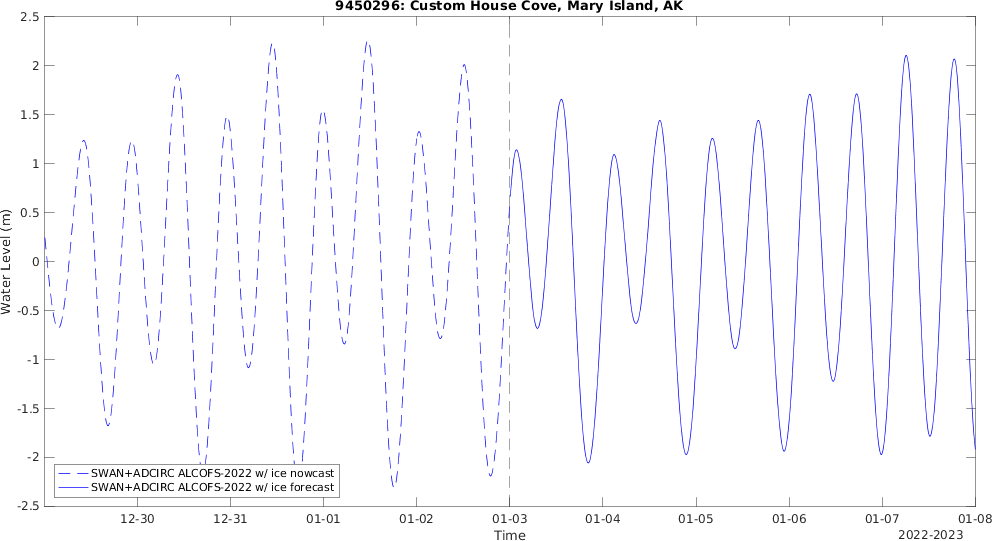 9450296: Custom House Cove, Mary Island, AK
2.5
2
1.5
1
0.5
0
-0.5
-1
-1.5
-2
-2.5
Water Level (m)
SWAN+ADCIRC ALCOFS-2022 w/ ice nowcast
SWAN+ADCIRC ALCOFS-2022 w/ ice forecast
12-30 12-31 01-01 01-02 01-03 01-04 01-05 01-06 01-07 01-08
Time
2022-2023